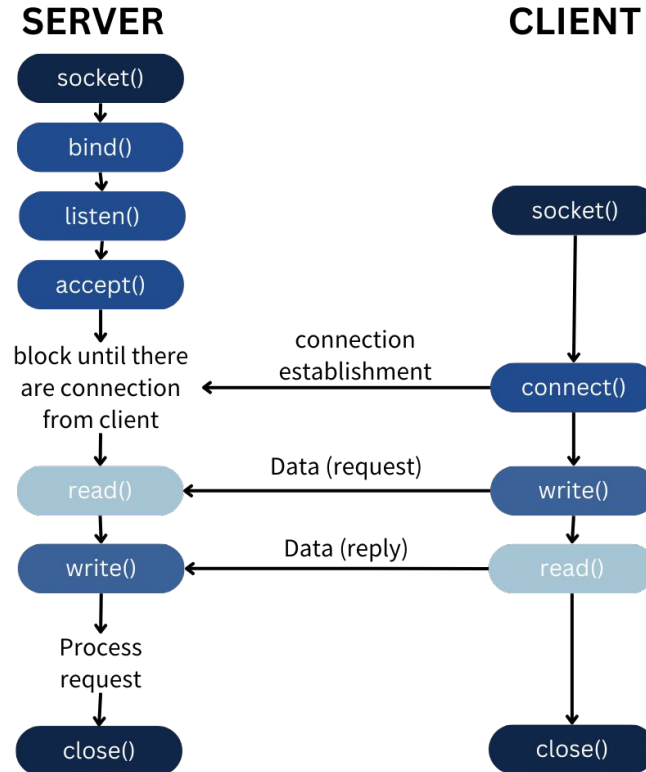 SERVER
CLIENT
socket()
bind()
listen()
accept()
block until there
are connection
from client
read()
write()
Process
request
close()
connection
establishment
Data (request)
Data (reply)
socket()
connect()
write()
read()
close()